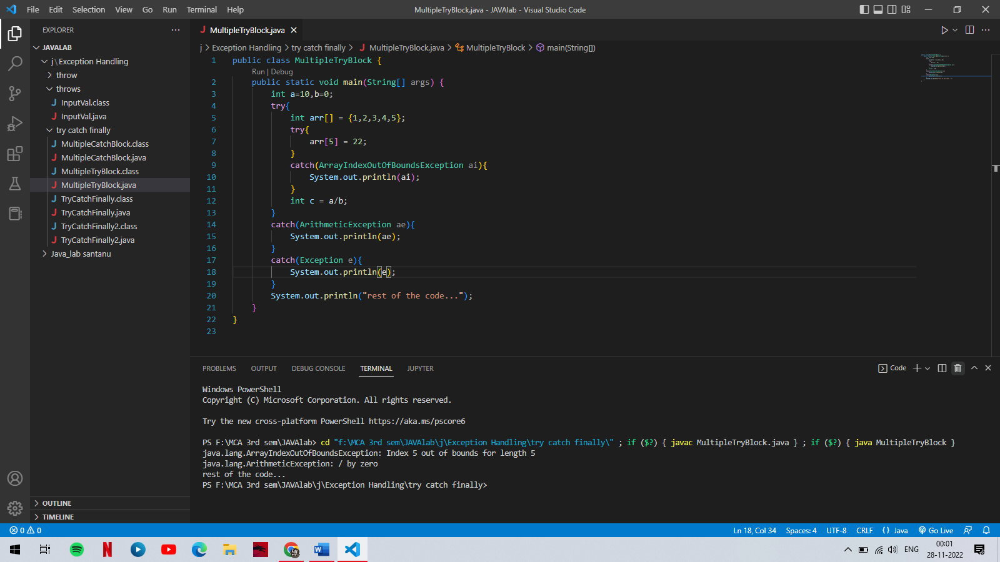 File Edit Selection View Go Run Terminal Help
MultipleTryBlock.java - JAVAlab - Visual Studio Code
EXPLORER
JAVALAB
j\Exception Handling
throw
throws
InputVal.class
InputVal.java
try catch finally
MultipleCatchBlock.class
MultipleCatchBlock.java
MultipleTryBlock.class
MultipleTryBlock.java
TryCatchFinally.class
TryCatchFinally.java
TryCatchFinally2.class
TryCatchFinally2.java
Java_lab santanu
OUTLINE
TIMELINE
MultipleTryBlock.java
j > Exception Handling > try catch finally > MultipleTryBlock.java > MultipleTryBlock > main(String[])
1 public class MultipleTryBlock {
Run | Debug
2 public static void main(String[] args) {
3 int a=10,b=0;
4 try{
5 int arr[] = {1,2,3,4,5};
6 try{
7 arr[5] = 22;
8 }
9 catch(ArrayIndexOutOfBoundsException ai){
10 System.out.println(ai);
11 }
12 int c = a/b;
13 }
14 catch(ArithmeticException ae){
15 System.out.println(ae);
16 }
17 catch(Exception e){
18 System.out.println(e);
19 }
20 System.out.println("rest of the code...");
21 }
22 }
23
PROBLEMS OUTPUT DEBUG CONSOLE TERMINAL JUPYTER
Code
Windows PowerShell
Copyright (C) Microsoft Corporation. All rights reserved.
Try the new cross-platform PowerShell https://aka.ms/pscore6
PS F:\MCA 3rd sem\JAVAlab> cd "f:\MCA 3rd sem\JAVAlab\j\Exception Handling\try catch finally\" ; if ($?) { javac MultipleTryBlock.java } ; if ($?) { java MultipleTryBlock }
java.lang.ArrayIndexOutOfBoundsException: Index 5 out of bounds for length 5
java.lang.ArithmeticException: / by zero
rest of the code...
PS F:\MCA 3rd sem\JAVAlab\j\Exception Handling\try catch finally>
0 0
Ln 18, Col 34 Spaces: 4 UTF-8 CRLF {} Java Go Live
ENG
00:01
28-11-2022